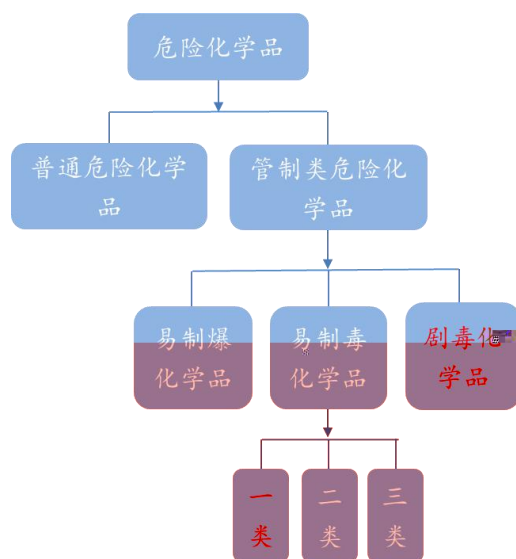 危险化学品
普通危险化学
品
管制类危险化
学品
易制爆
化学品
易制毒
化学品
剧毒化
学品
一
类
二
类
三
类